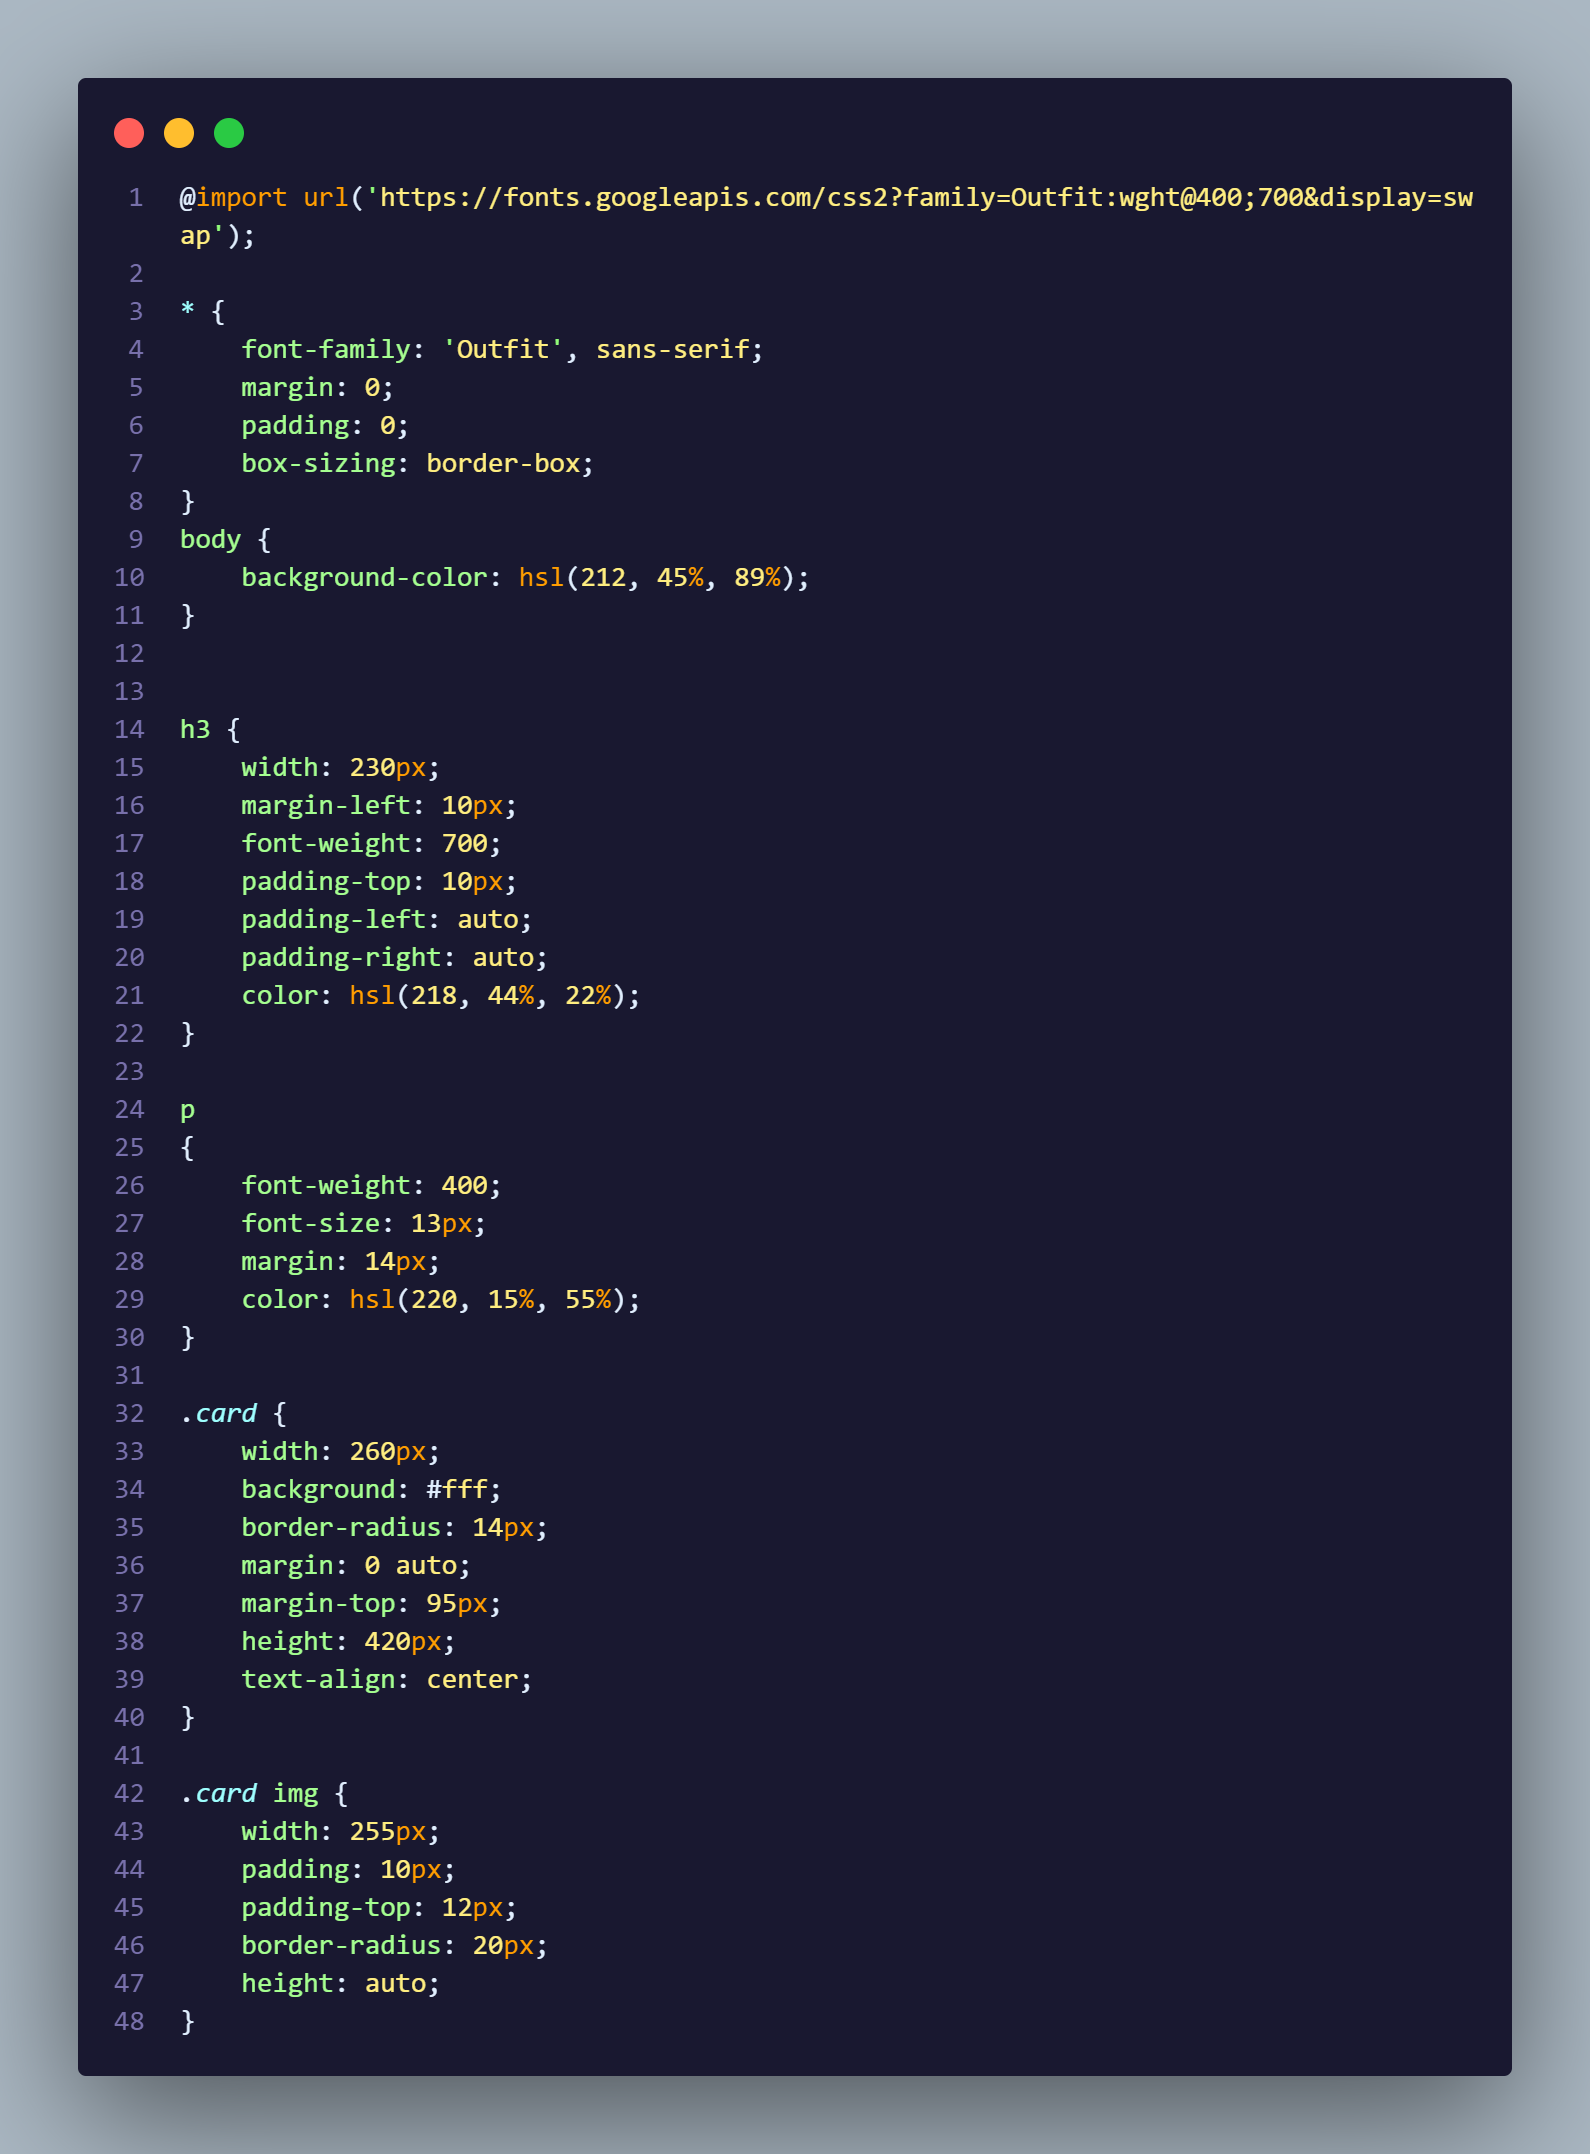 1 @import url('https://fonts.googleapis.com/css2?family=Outfit:wght@400;700&display=sw
ap');
2
3 * {
4     font-family: 'Outfit', sans-serif;
5     margin: 0;
6     padding: 0;
7     box-sizing: border-box;
8 }
9 body {
10     background-color: hsl(212, 45%, 89%);
11 }
12
13
14 h3 {
15     width: 230px;
16     margin-left: 10px;
17     font-weight: 700;
18     padding-top: 10px;
19     padding-left: auto;
20     padding-right: auto;
21     color: hsl(218, 44%, 22%);
22 }
23
24 p
25 {
26     font-weight: 400;
27     font-size: 13px;
28     margin: 14px;
29     color: hsl(220, 15%, 55%);
30 }
31
32 .card {
33     width: 260px;
34     background: #fff;
35     border-radius: 14px;
36     margin: 0 auto;
37     margin-top: 95px;
38     height: 420px;
39     text-align: center;
40 }
41
42 .card img {
43     width: 255px;
44     padding: 10px;
45     padding-top: 12px;
46     border-radius: 20px;
47     height: auto;
48 }